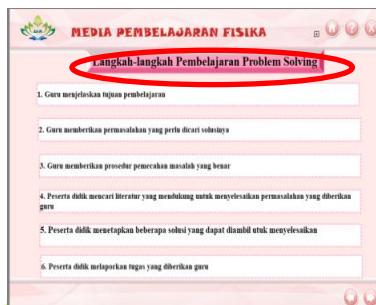 MEDIA PEMBELAJARAN FISIKA
Langkah-langkah Pembelajaran Problem Solving
1. Guru menjelaskan tujuan pembelajaran
2. Guru memberikan permasalahan yang perlu dicari solusinya
3. Guru memberikan prosedur pemecahan masalah yang benar
4. Peserta didik mencari literatur yang mendukung untuk menyelesaikan permasalahan yang diberikan
guru
5. Peserta didik menetapkan beberapa solusi yang dapat diambil utuk menyelesaikan
6. Peserta didik melaporkan tugas yang diberikan guru